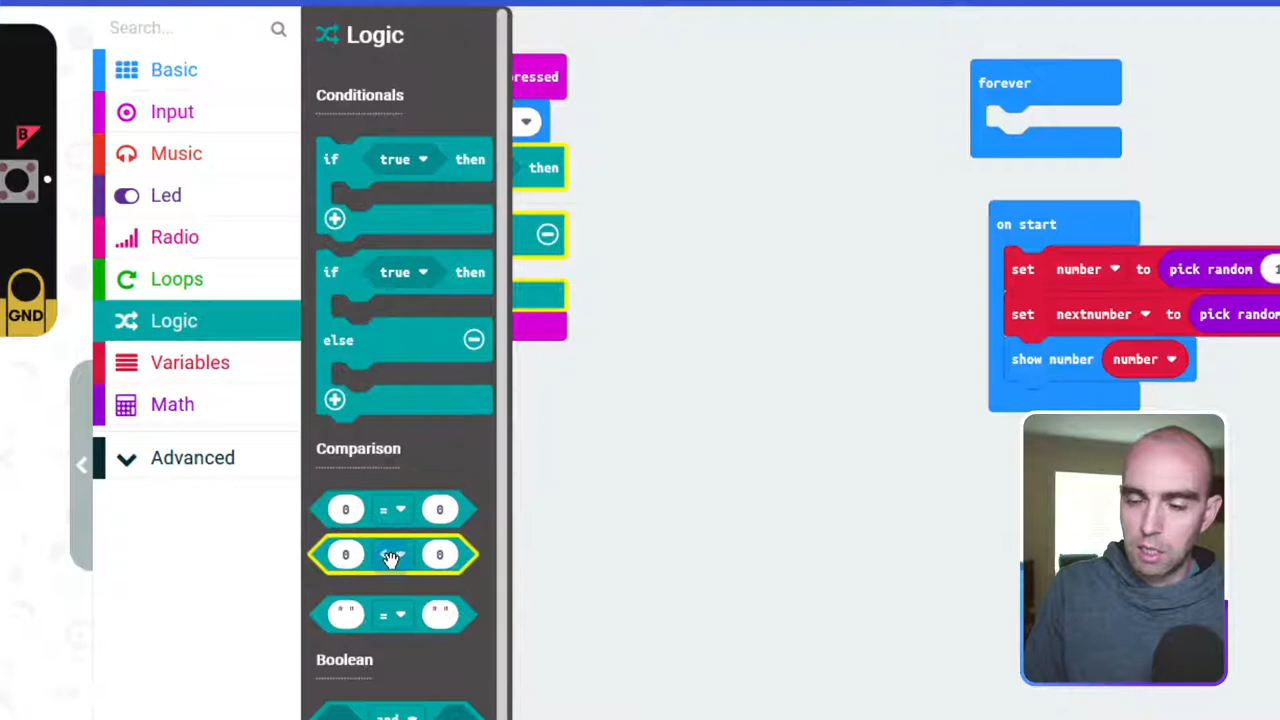 Search...
Basic
Input
Music
Led
Radio
Loops
Logic
Variables
Math
Advanced
B
GND
Logic
Conditionals
if true then
if true then
else
Comparison
0 = 0
0 0
" " = " "
Boolean
and
ressed
then
forever
on start
set number to pick random 1
set nextnumber to pick random
show number number